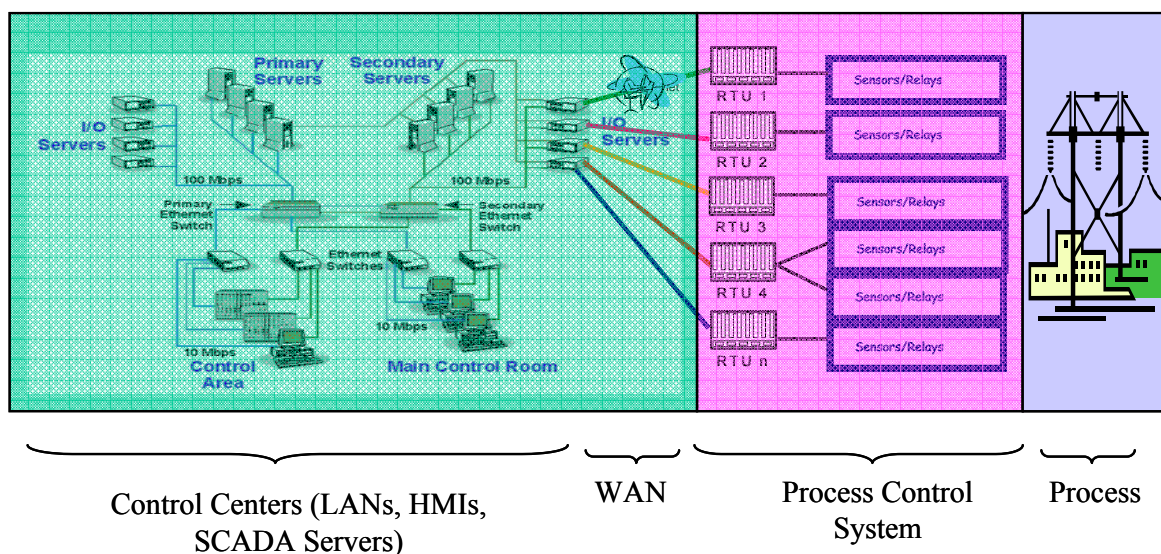 Primary
Servers
Secondary
Servers
I/O
Servers
I/O
Servers
100 Mbps
100 Mbps
Primary
Ethernet
Switch
Secondary
Ethernet
Switch
Ethernet
Switches
10 Mbps
10 Mbps
Control
Area
Main Control Room
RTU 1
RTU 2
RTU 3
RTU 4
RTU n
Sensors/Relays
Sensors/Relays
Sensors/Relays
Sensors/Relays
Sensors/Relays
Sensors/Relays
Control Centers (LANs, HMIs,
SCADA Servers)
WAN
Process Control
System
Process